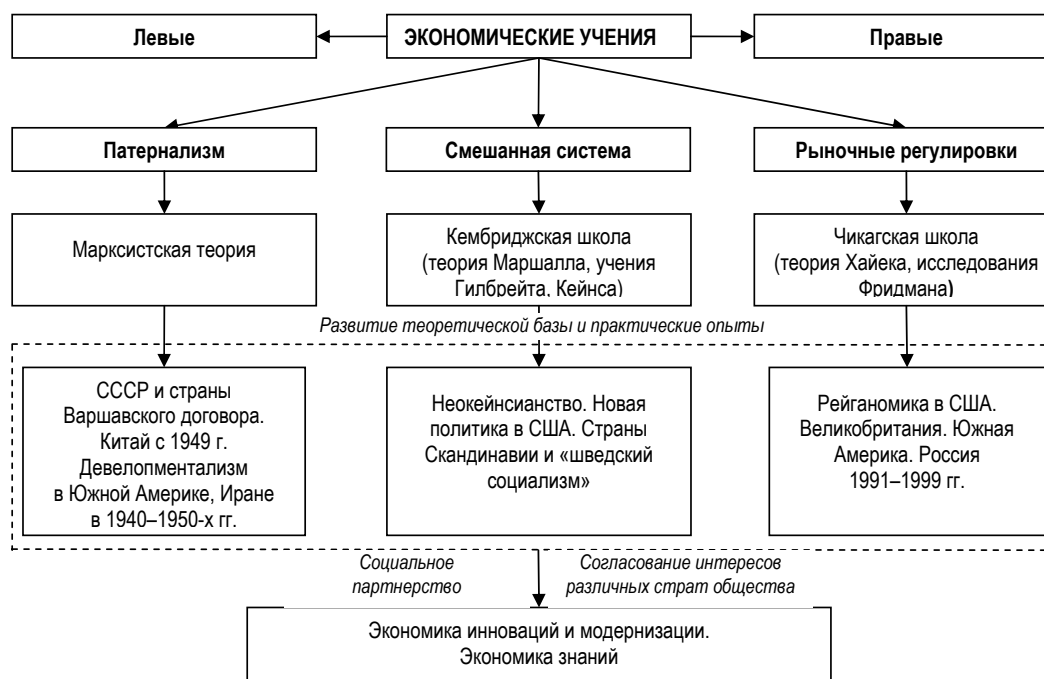 Левые
ЭКОНОМИЧЕСКИЕ УЧЕНИЯ
Правые
Патернализм
Смешанная система
Рыночные регулировки
Марксистская теория
Кембриджская школа
(теория Маршалла, учения
Гилбрейта, Кейнса)
Чикагская школа
(теория Хайека, исследования
Фридмана)
Развитие теоретической базы и практические опыты
СССР и страны
Варшавского договора.
Китай с 1949 г.
Девелопментализм
в Южной Америке, Иране
в 1940–1950-х гг.
Неокейнсианство. Новая
политика в США. Страны
Скандинавии и «шведский
социализм»
Рейганомика в США.
Великобритания. Южная
Америка. Россия
1991–1999 гг.
Социальное
партнерство
Согласование интересов
различных страт общества
Экономика инноваций и модернизации.
Экономика знаний